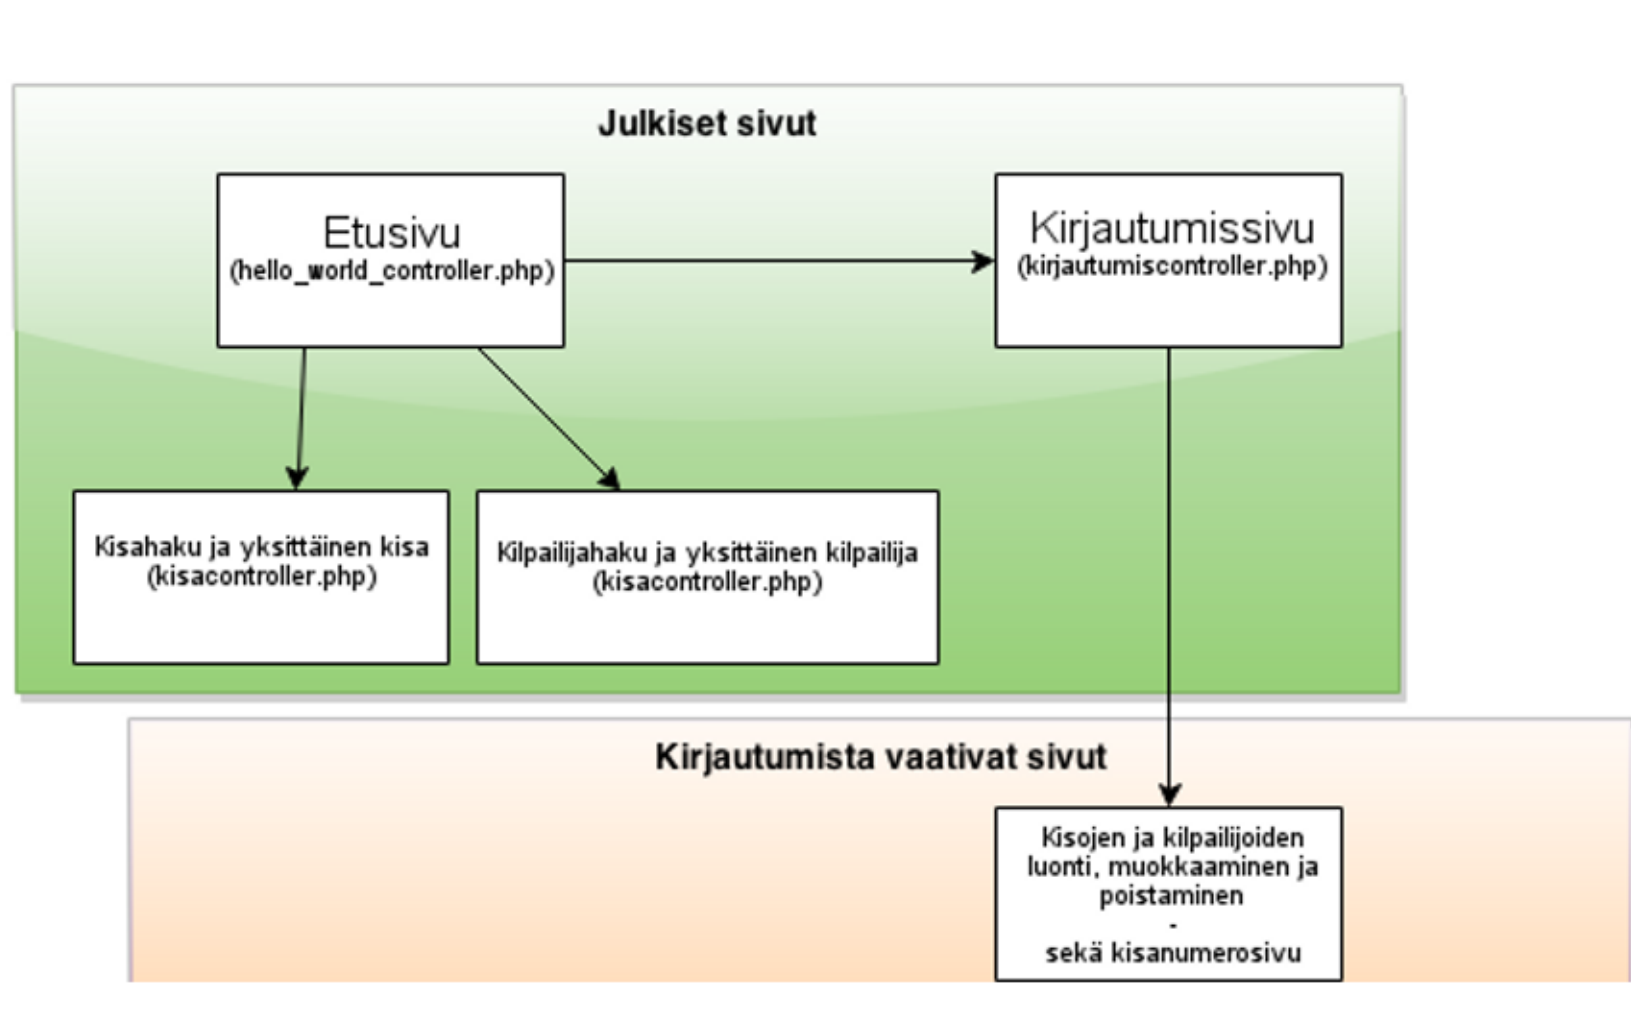 Julkiset sivut
Etusivu
(hello_world_controller.php)
Kirjautumissivu
(kirjautumiscontroller.php)
Kisahaku ja yksittäinen kisa
(kisacontroller.php)
Kilpailijahaku ja yksittäinen kilpailija
(kisacontroller.php)
Kirjautumista vaativat sivut
Kisojen ja kilpailijoiden
luonti, muokkaaminen ja
poistaminen
-
sekä kisanumerosivu